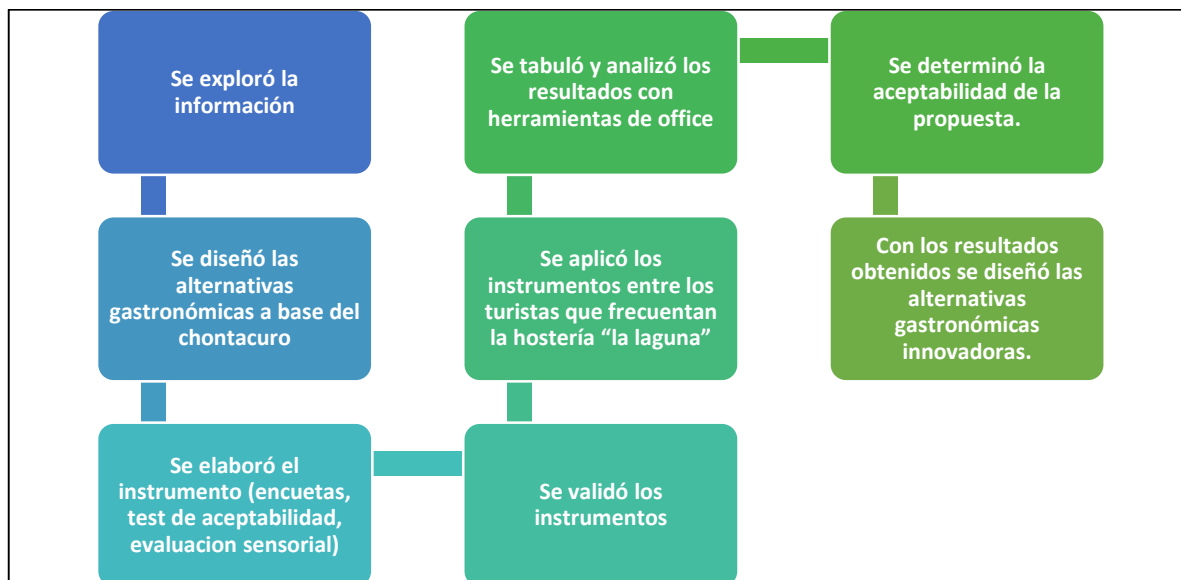 Se exploró la
información
Se diseñó las
alternativas
gastronómicas a base del
chontacuro
Se elaboró el
instrumento (encuetas,
test de aceptabilidad,
evaluacion sensorial)
Se validó los
instrumentos
Se aplicó los
instrumentos entre los
turistas que frecuentan
la hostería “la laguna”
Se tabuló y analizó los
resultados con
herramientas de office
Se determinó la
aceptabilidad de la
propuesta.
Con los resultados
obtenidos se diseñó las
alternativas
gastronómicas
innovadoras.